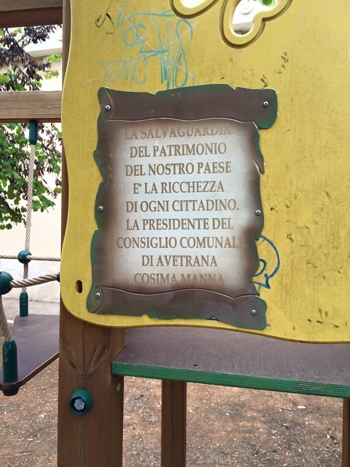 LA SALVAGUARDIA
DEL PATRIMONIO
DEL NOSTRO PAESE
E' LA RICCHEZZA
DI OGNI CITTADINO.
LA PRESIDENTE DEL
CONSIGLIO COMUNALE
DI AVETRANA
COSIMA MANNA